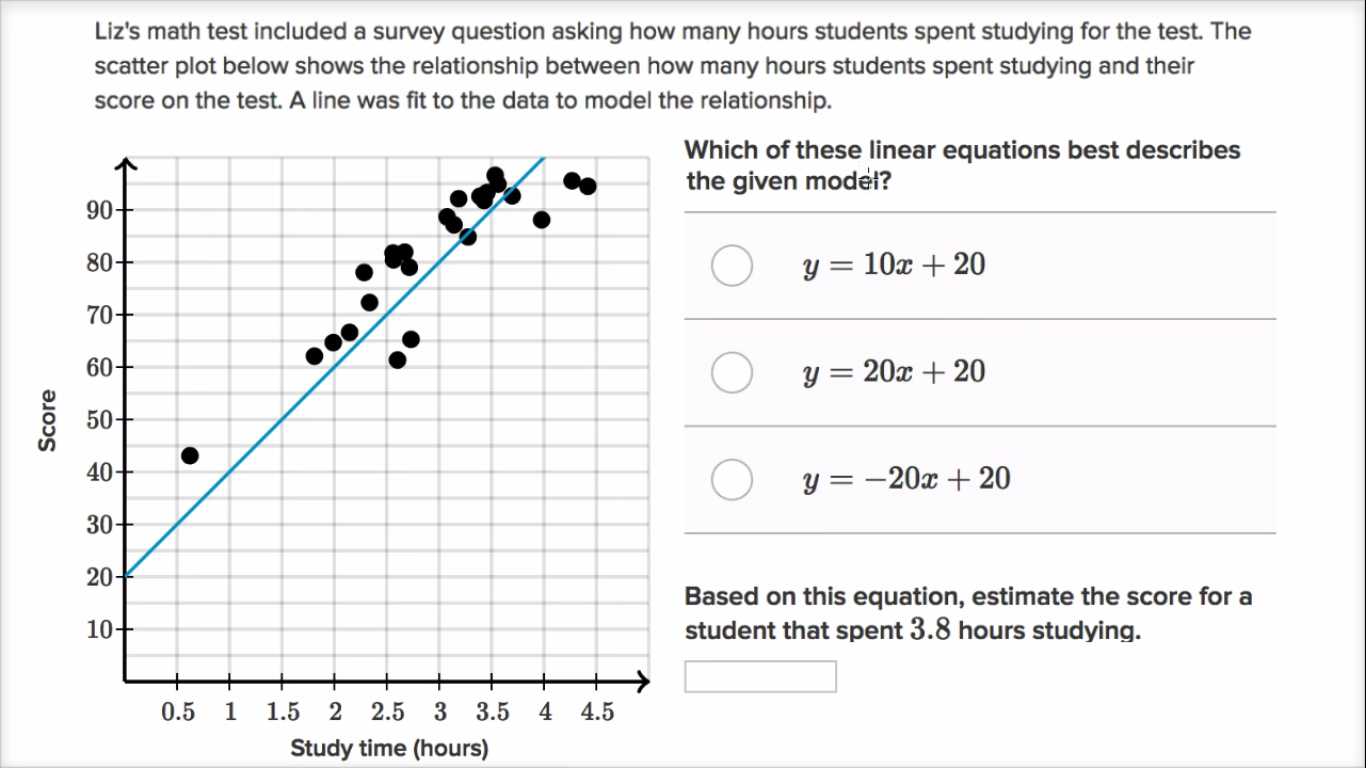 Liz's math test included a survey question asking how many hours students spent studying for the test. The
scatter plot below shows the relationship between how many hours students spent studying and their
score on the test. A line was fit to the data to model the relationship.
Score
90
80
70
60
50
40
30
20
10
0.5 1 1.5 2 2.5 3 3.5 4 4.5
Study time (hours)
Which of these linear equations best describes
the given model?
y = 10x + 20
y = 20x + 20
y = −20x + 20
Based on this equation, estimate the score for a
student that spent 3.8 hours studying.